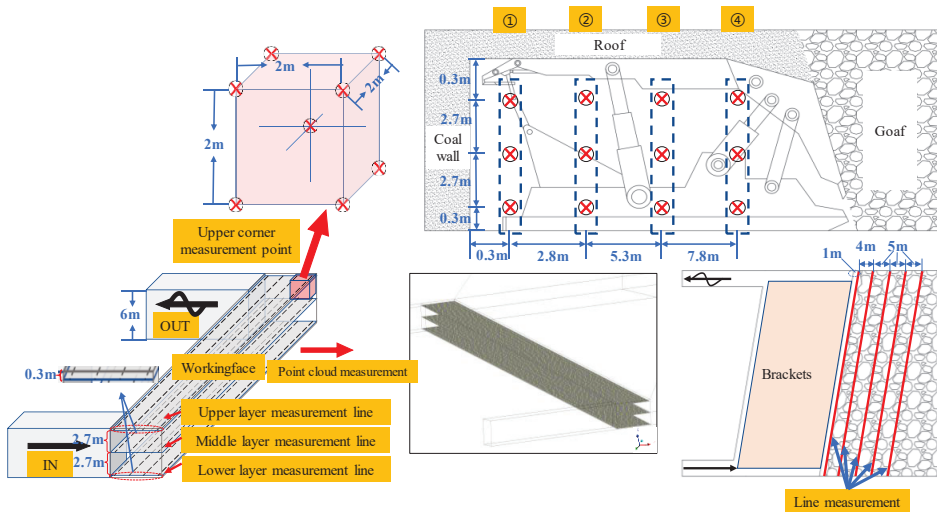 ①
②
③
④
Roof
Goaf
Coal
wall
0.3m
2.7m
2.7m
0.3m
0.3m
2.8m
5.3m
7.8m
2m
2m
2m
Upper corner
measurement point
6m
OUT
0.3m
Workingface
Point cloud measurement
Upper layer measurement line
Middle layer measurement line
Lower layer measurement line
2.7m
2.7m
IN
1m
4m
5m
Brackets
Line measurement